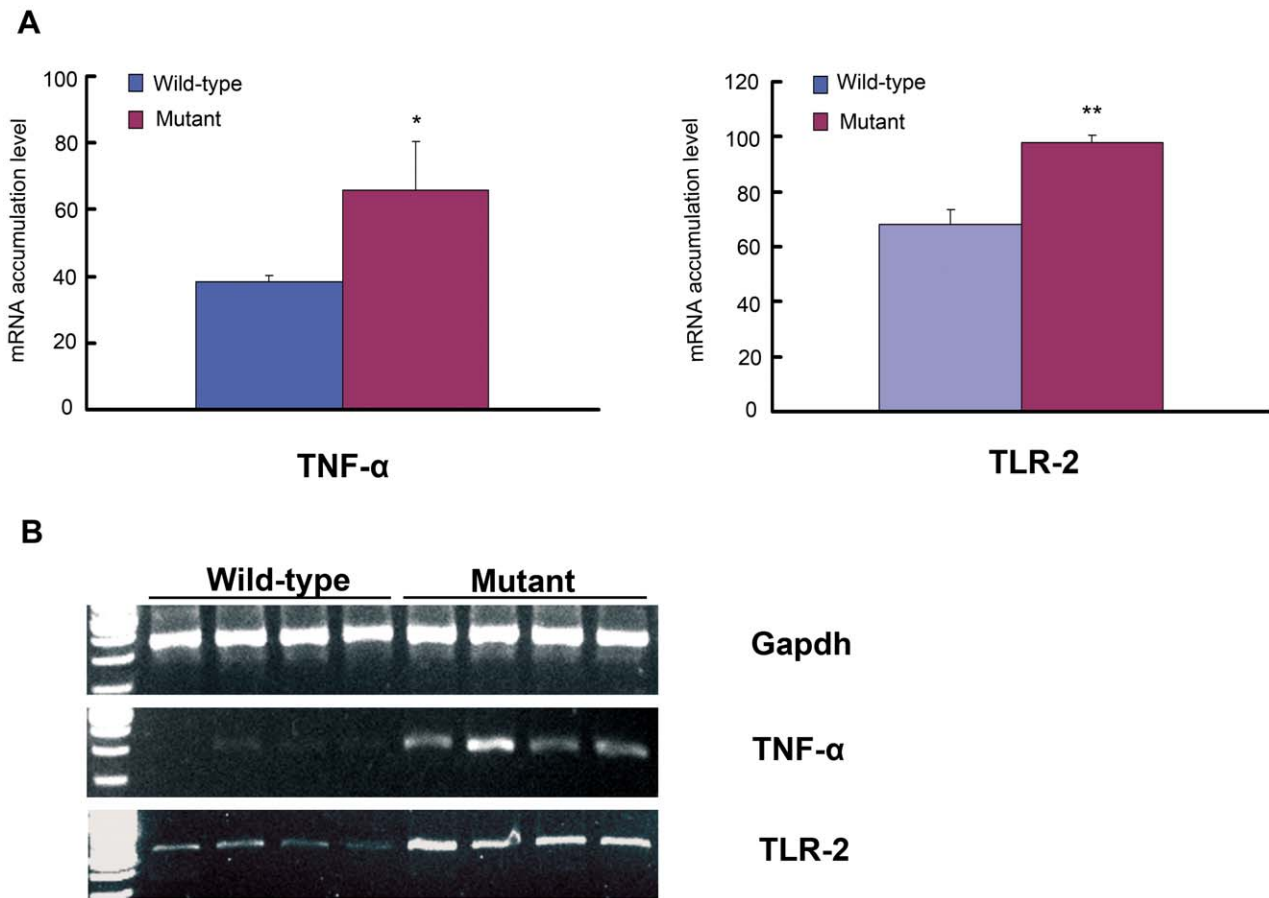 A
mRNA accumulation level
100
80
60
40
20
0
Wild-type
Mutant
*
TNF-α
mRNA accumulation level
120
100
80
60
40
20
0
Wild-type
Mutant
**
TLR-2
B
Wild-type Mutant
Gapdh
TNF-α
TLR-2